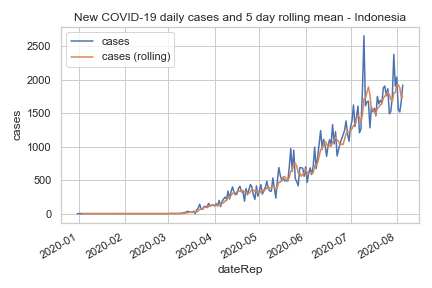 New COVID-19 daily cases and 5 day rolling mean - Indonesia
cases
cases (rolling)
2500
2000
1500
1000
500
0
cases
2020-01
2020-02
2020-03
2020-04
2020-05
2020-06
2020-07
2020-08
dateRep